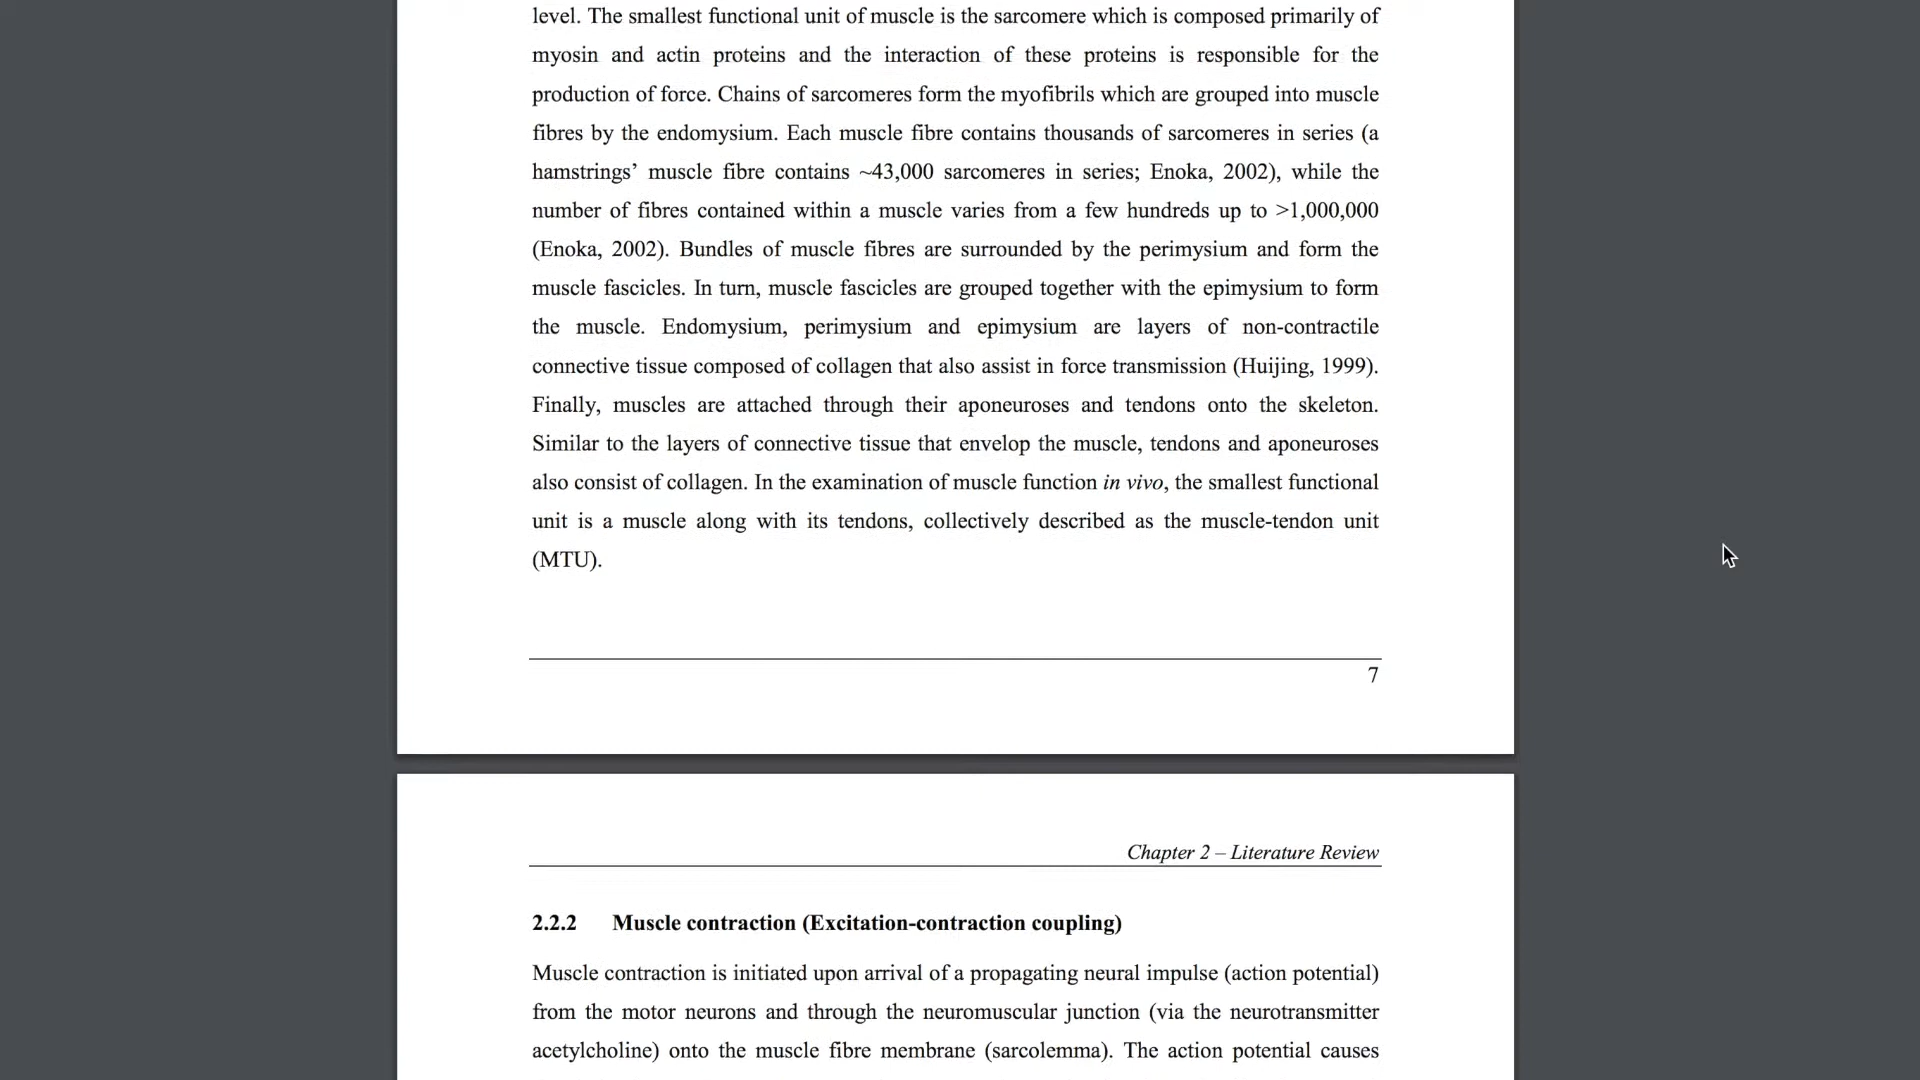 level. The smallest functional unit of muscle is the sarcomere which is composed primarily of
myosin and actin proteins and the interaction of these proteins is responsible for the
production of force. Chains of sarcomeres form the myofibrils which are grouped into muscle
fibres by the endomysium. Each muscle fibre contains thousands of sarcomeres in series (a
hamstrings’ muscle fibre contains ~43,000 sarcomeres in series; Enoka, 2002), while the
number of fibres contained within a muscle varies from a few hundreds up to >1,000,000
(Enoka, 2002). Bundles of muscle fibres are surrounded by the perimysium and form the
muscle fascicles. In turn, muscle fascicles are grouped together with the epimysium to form
the muscle. Endomysium, perimysium and epimysium are layers of non-contractile
connective tissue composed of collagen that also assist in force transmission (Huijing, 1999).
Finally, muscles are attached through their aponeuroses and tendons onto the skeleton.
Similar to the layers of connective tissue that envelop the muscle, tendons and aponeuroses
also consist of collagen. In the examination of muscle function in vivo, the smallest functional
unit is a muscle along with its tendons, collectively described as the muscle-tendon unit
(MTU).
7
Chapter 2 – Literature Review
2.2.2 Muscle contraction (Excitation-contraction coupling)
Muscle contraction is initiated upon arrival of a propagating neural impulse (action potential)
from the motor neurons and through the neuromuscular junction (via the neurotransmitter
acetylcholine) onto the muscle fibre membrane (sarcolemma). The action potential causes